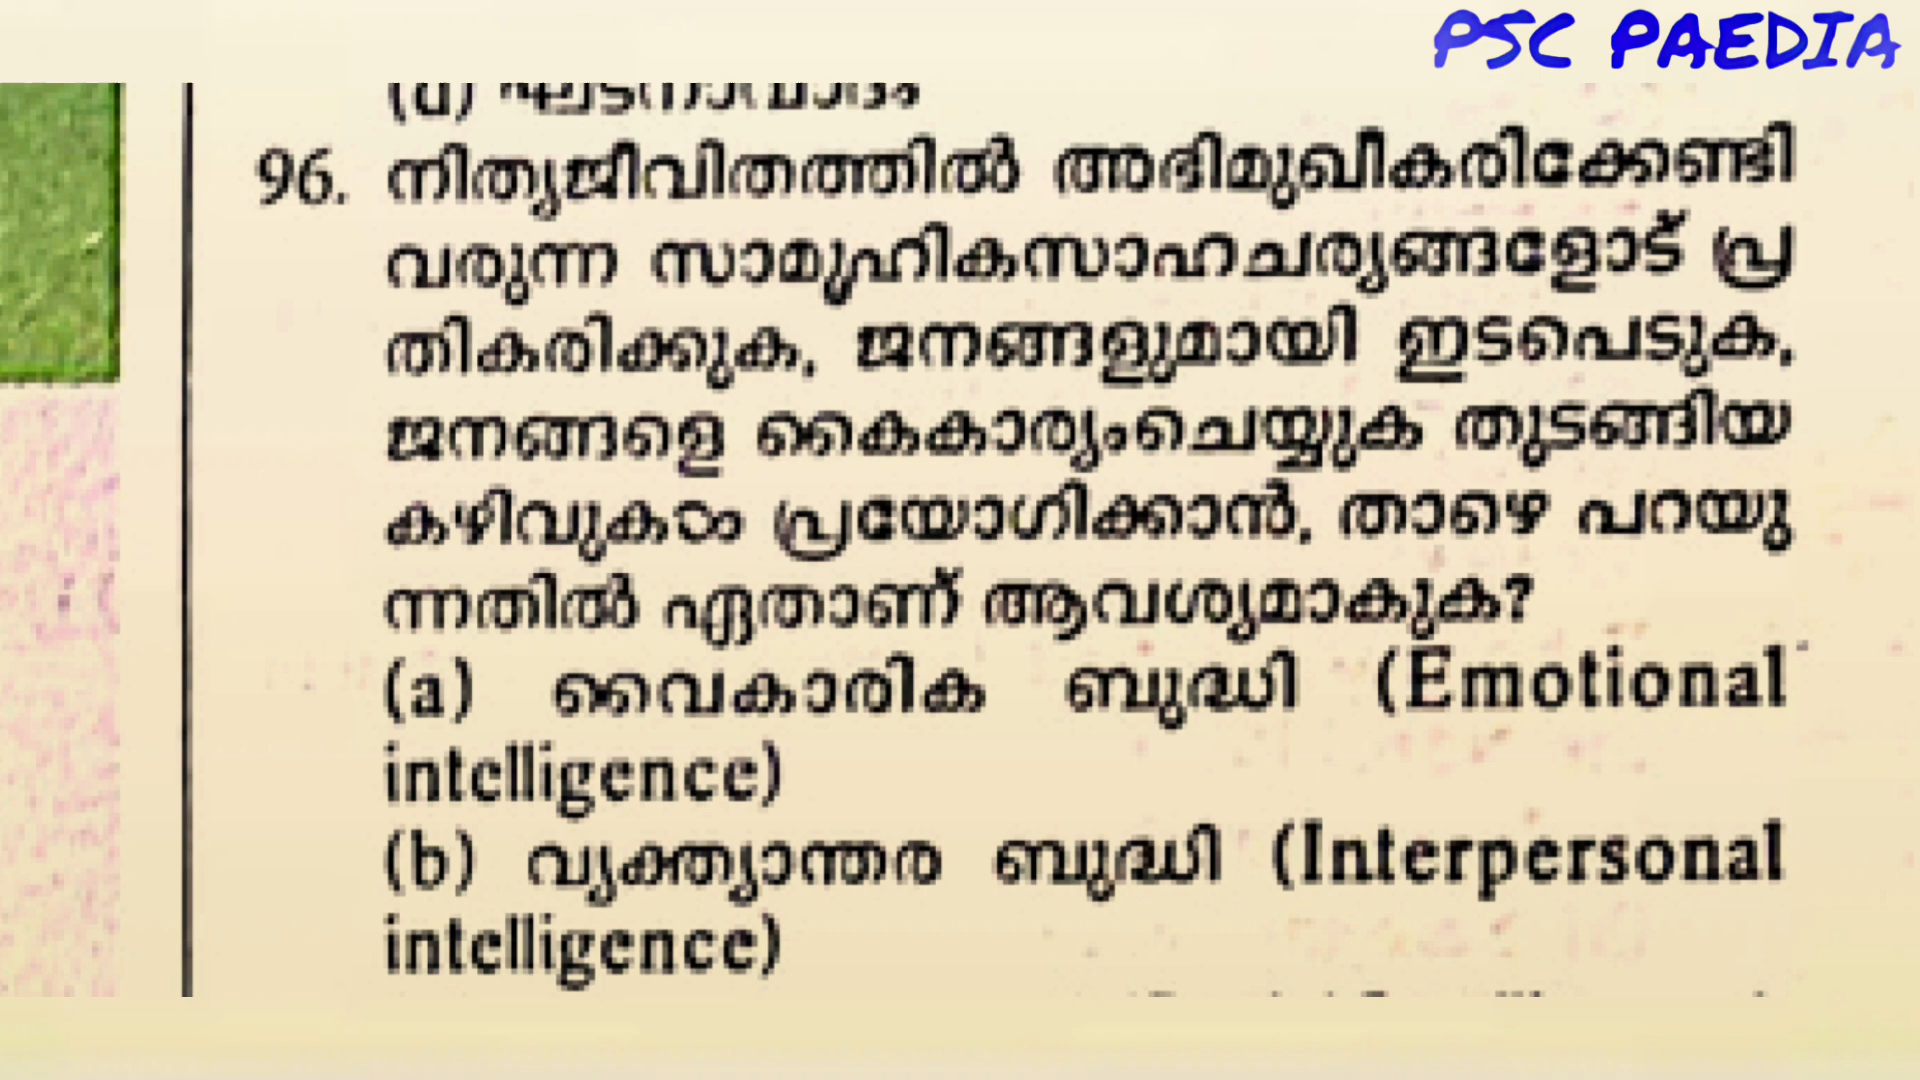 PSC PAEDIA
(d) ഘടനാവാദം
96. നിത്യജീവിതത്തിൽ അഭിമുഖീകരിക്കേണ്ടി
വരുന്ന സാമൂഹികസാഹചര്യങ്ങളോട് പ്ര
തികരിക്കുക, ജനങ്ങളുമായി ഇടപെടുക,
ജനങ്ങളെ കൈകാര്യംചെയ്യുക തുടങ്ങിയ
കഴിവുകൾ പ്രയോഗിക്കാൻ, താഴെ പറയു
ന്നതിൽ ഏതാണ് ആവശ്യമാകുക?
(a) വൈകാരിക ബുദ്ധി (Emotional
intelligence)
(b) വ്യക്ത്യാന്തര ബുദ്ധി (Interpersonal
intelligence)